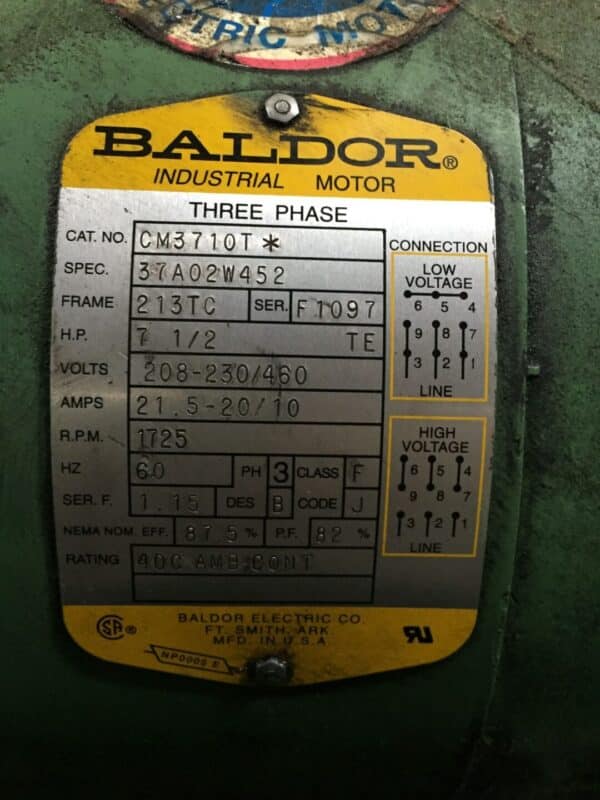 ELECTRIC MOTO
BALDOR®
INDUSTRIAL MOTOR
THREE PHASE
CAT. NO. CM3710T *
SPEC. 37A02W452
FRAME 213TC SER. F1097
H.P. 7 1/2 TE
VOLTS 208-230/460
AMPS 21.5-20/10
R.P.M. 1725
HZ 60 PH 3 CLASS F
SER. F. 1.15 DES B CODE J
NEMA NOM. EFF. 87.5 % P.F. 82 %
RATING 40C AMB CONT
CONNECTION
LOW
VOLTAGE
6 5 4
9 8 7
3 2 1
LINE
HIGH
VOLTAGE
6 5 4
9 8 7
3 2 1
LINE
SA ®
BALDOR ELECTRIC CO.
FT. SMITH, ARK.
MFD. IN U.S.A.